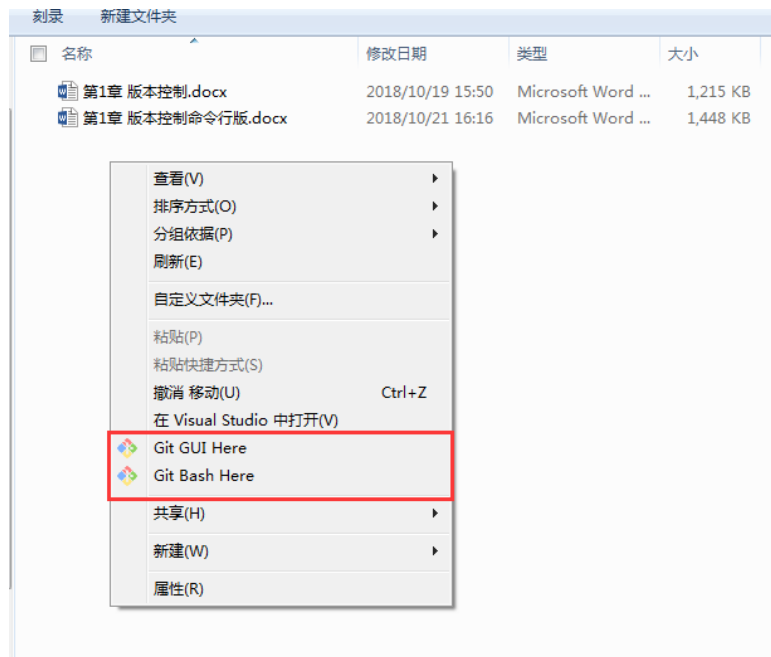 刻录 新建文件夹
名称 修改日期 类型 大小
第1章 版本控制.docx 2018/10/19 15:50 Microsoft Word ... 1,215 KB
第1章 版本控制命令行版.docx 2018/10/21 16:16 Microsoft Word ... 1,448 KB
查看(V)
排序方式(O)
分组依据(P)
刷新(E)
自定义文件夹(F)...
粘贴(P)
粘贴快捷方式(S)
撤消 移动(U) Ctrl+Z
在 Visual Studio 中打开(V)
Git GUI Here
Git Bash Here
共享(H)
新建(W)
属性(R)